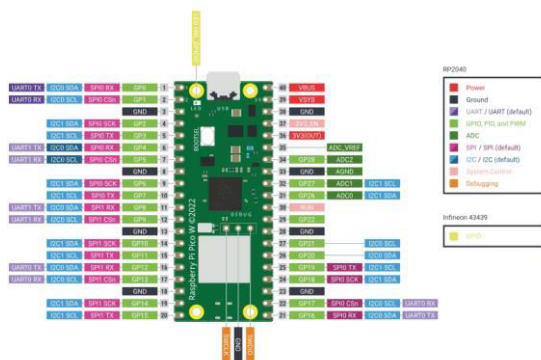 UART0 TX I2C0 SDA SPI0 RX GP0 1
UART0 RX I2C0 SCL SPI0 CSn GP1 2
GND 3
I2C1 SDA SPI0 SCK GP2 4
I2C1 SCL SPI0 TX GP3 5
UART1 TX I2C0 SDA SPI0 RX GP4 6
UART1 RX I2C0 SCL SPI0 CSn GP5 7
GND 8
I2C1 SDA SPI0 SCK GP6 9
I2C1 SCL SPI0 TX GP7 10
UART1 TX I2C0 SDA SPI1 RX GP8 11
UART1 RX I2C0 SCL SPI1 CSn GP9 12
GND 13
I2C1 SDA SPI1 SCK GP10 14
I2C1 SCL SPI1 TX GP11 15
UART0 TX I2C0 SDA SPI1 RX GP12 16
UART0 RX I2C0 SCL SPI1 CSn GP13 17
GND 18
I2C1 SDA SPI1 SCK GP14 19
I2C1 SCL SPI1 TX GP15 20
LED
USB
BOOTSEL
DEBUG
Raspberry Pi Pico W ©2022
SWCLK
GND
SWDIO
40 VBUS
39 VSYS
38 GND
37 3V3_EN
36 3V3(OUT)
35 ADC_VREF
34 GP28 ADC2
33 GND AGND
32 GP27 ADC1 I2C1 SCL
31 GP26 ADC0 I2C1 SDA
30 RUN
29 GP22
28 GND
27 GP21 I2C0 SCL
26 GP20 I2C0 SDA
25 GP19 SPI0 TX I2C1 SCL
24 GP18 SPI0 SCK I2C1 SDA
23 GND
22 GP17 SPI0 CSn I2C0 SCL UART0 RX
21 GP16 SPI0 RX I2C0 SDA UART0 TX
RP2040
Power
Ground
UART / UART (default)
GPIO, PIO, and PWM
ADC
SPI / SPI (default)
I2C / I2C (default)
System Control
Debugging
Infineon 43439
GPIO